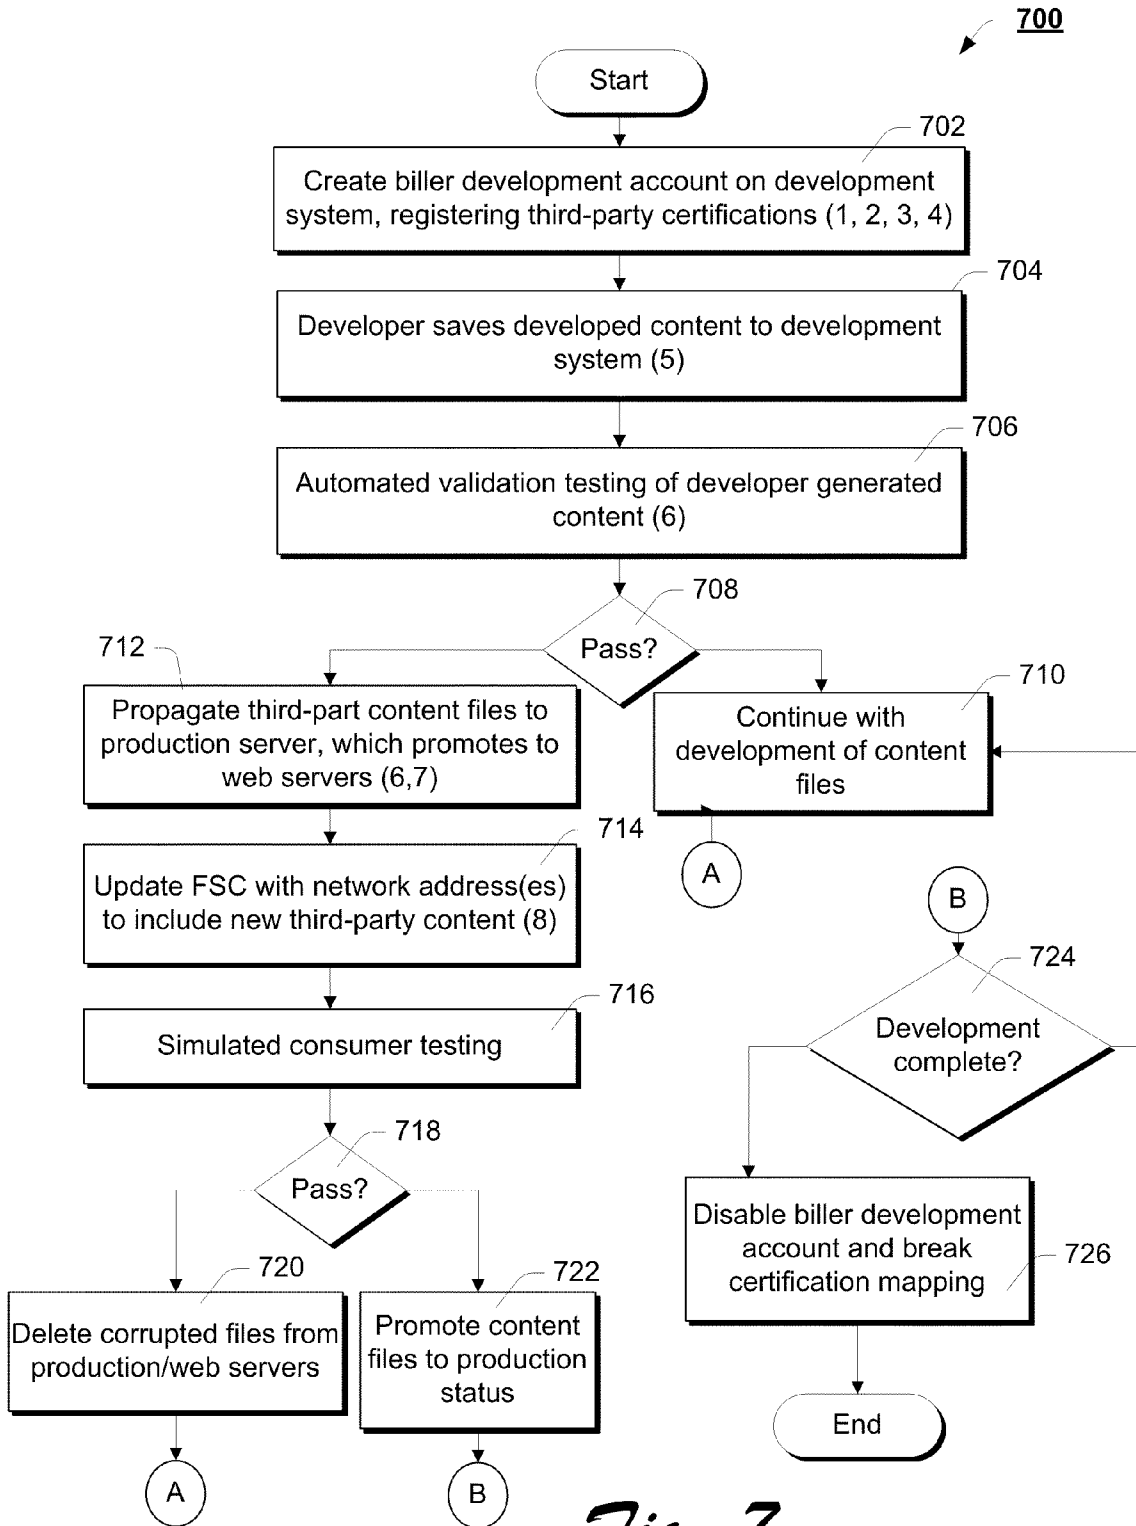 700
Start
702
Create biller development account on development
system, registering third-party certifications (1, 2, 3, 4)
704
Developer saves developed content to development
system (5)
706
Automated validation testing of developer generated
content (6)
708
Pass?
712
Propagate third-part content files to
production server, which promotes to
web servers (6,7)
710
Continue with
development of content
files
A
714
Update FSC with network address(es)
to include new third-party content (8)
716
Simulated consumer testing
718
Pass?
720
Delete corrupted files from
production/web servers
A
722
Promote content
files to production
status
B
B
724
Development
complete?
726
Disable biller development
account and break
certification mapping
End
Fig. 7